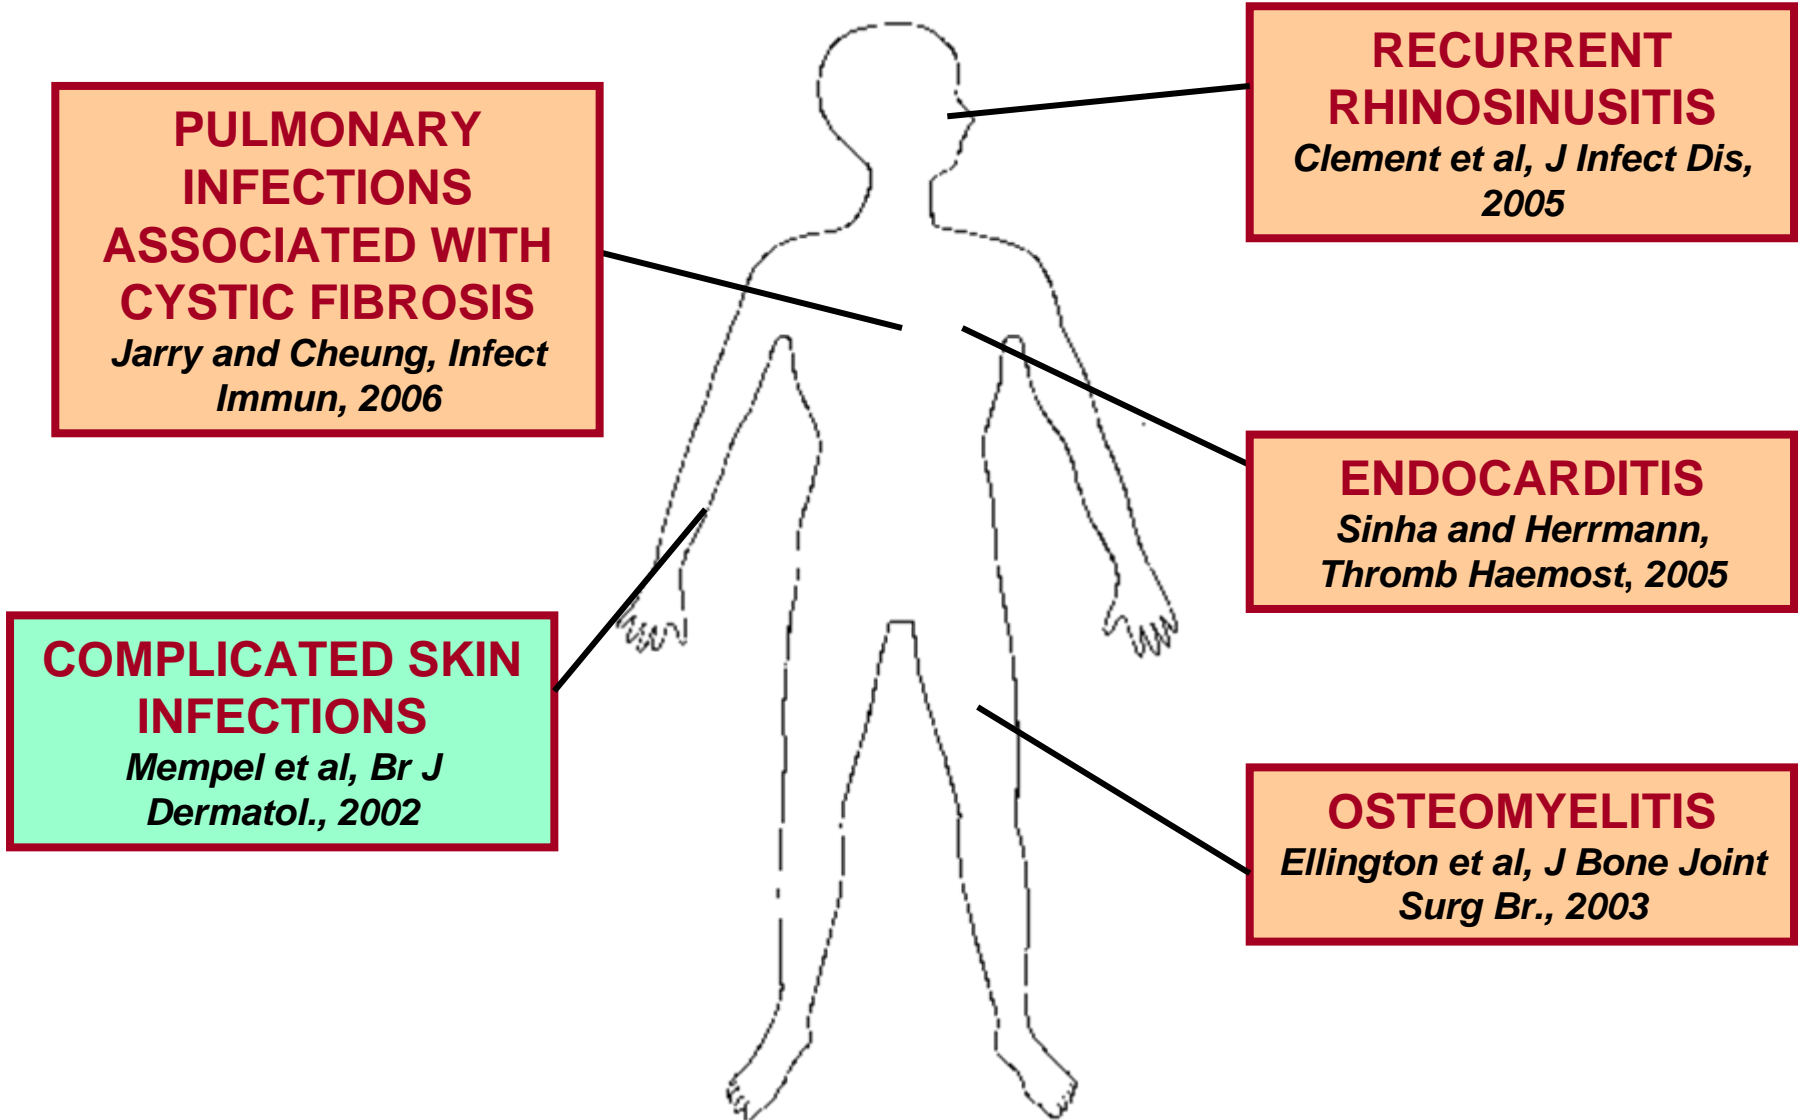 RECURRENT
RHINOSINUSITIS
Clement et al, J Infect Dis,
2005
PULMONARY
INFECTIONS
ASSOCIATED WITH
CYSTIC FIBROSIS
Jarry and Cheung, Infect
Immun, 2006
ENDOCARDITIS
Sinha and Herrmann,
Thromb Haemost, 2005
COMPLICATED SKIN
INFECTIONS
Mempel et al, Br J
Dermatol., 2002
OSTEOMYELITIS
Ellington et al, J Bone Joint
Surg Br., 2003